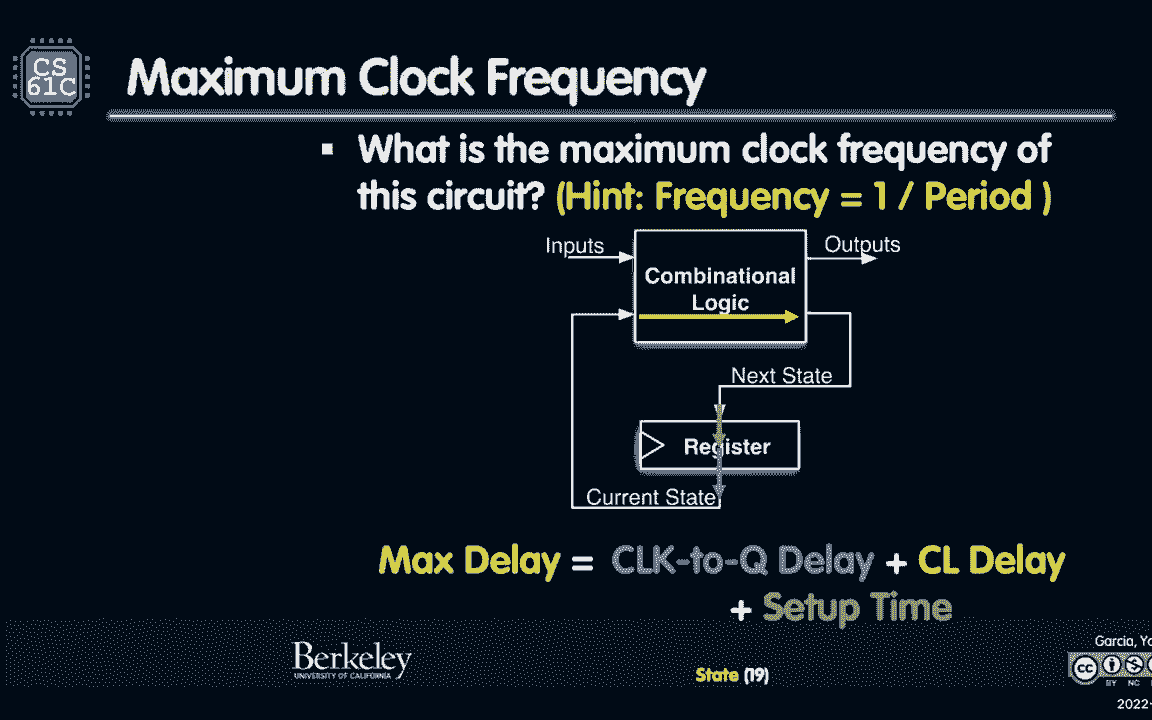 CS
61C
Maximum Clock Frequency
What is the maximum clock frequency of
this circuit? (Hint: Frequency = 1 / Period )
Inputs
Outputs
Combinational
Logic
Next State
Register
Current State
Max Delay = CLK-to-Q Delay + CL Delay
+ Setup Time
Berkeley
UNIVERSITY OF CALIFORNIA
State (19)
Garcia, Yo
cc
BY NC
2022-